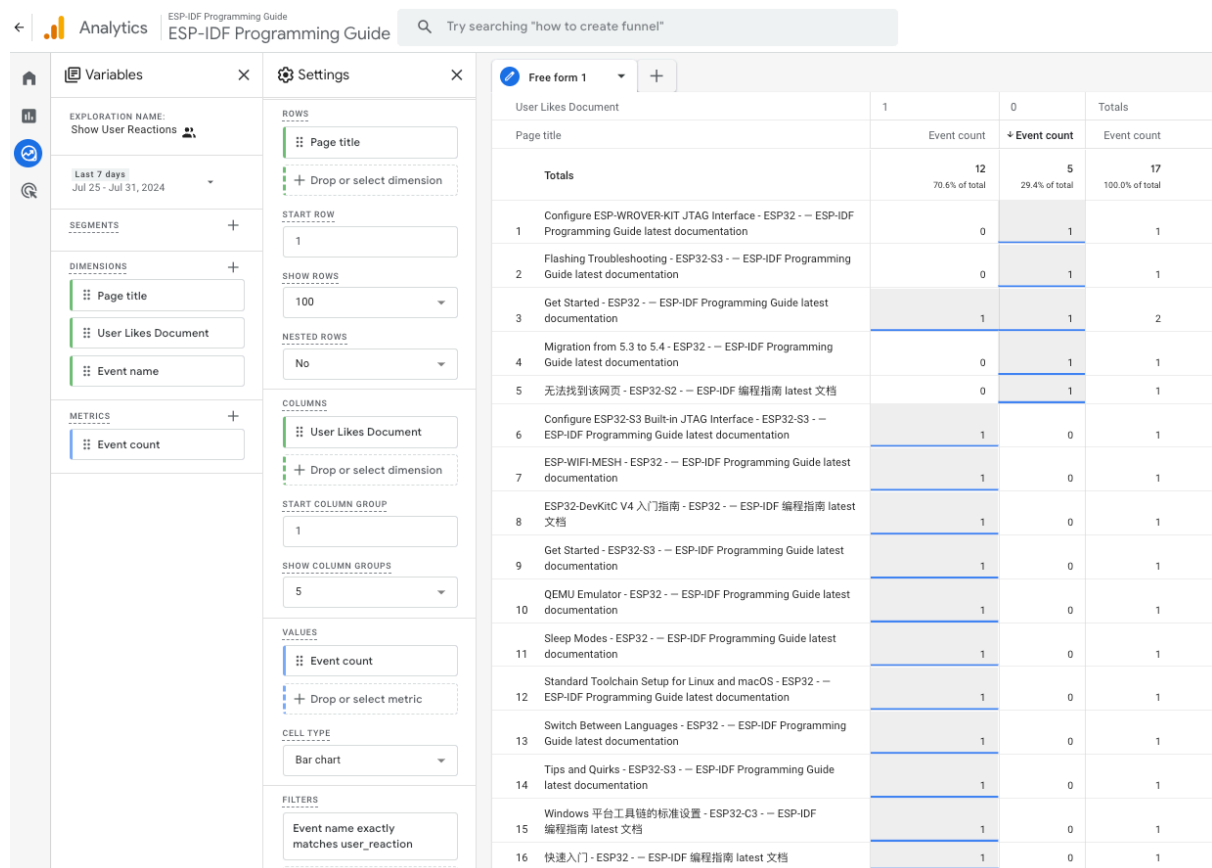 ESP-IDF Programming Guide
Analytics
ESP-IDF Programming Guide
Try searching "how to create funnel"
Variables
EXPLORATION NAME:
Show User Reactions
Last 7 days
Jul 25 - Jul 31, 2024
SEGMENTS
DIMENSIONS
Page title
User Likes Document
Event name
METRICS
Event count
Settings
ROWS
Page title
Drop or select dimension
START ROW
1
SHOW ROWS
100
NESTED ROWS
No
COLUMNS
User Likes Document
Drop or select dimension
START COLUMN GROUP
1
SHOW COLUMN GROUPS
5
VALUES
Event count
Drop or select metric
CELL TYPE
Bar chart
FILTERS
Event name exactly
matches user_reaction
Free form 1
User Likes Document 1 0 Totals
Page title Event count ↓ Event count Event count
Totals 12 5 17
70.6% of total 29.4% of total 100.0% of total
Configure ESP-WROVER-KIT JTAG Interface - ESP32 - — ESP-IDF
1 Programming Guide latest documentation 0 1 1
Flashing Troubleshooting - ESP32-S3 - — ESP-IDF Programming
2 Guide latest documentation 0 1 1
Get Started - ESP32 - — ESP-IDF Programming Guide latest
3 documentation 1 1 2
Migration from 5.3 to 5.4 - ESP32 - — ESP-IDF Programming
4 Guide latest documentation 0 1 1
5 无法找到该网页 - ESP32-S2 - — ESP-IDF 编程指南 latest 文档 0 1 1
Configure ESP32-S3 Built-in JTAG Interface - ESP32-S3 - —
6 ESP-IDF Programming Guide latest documentation 1 0 1
ESP-WIFI-MESH - ESP32 - — ESP-IDF Programming Guide latest
7 documentation 1 0 1
ESP32-DevKitC V4 入门指南 - ESP32 - — ESP-IDF 编程指南 latest
8 文档 1 0 1
Get Started - ESP32-S3 - — ESP-IDF Programming Guide latest
9 documentation 1 0 1
QEMU Emulator - ESP32 - — ESP-IDF Programming Guide latest
10 documentation 1 0 1
Sleep Modes - ESP32 - — ESP-IDF Programming Guide latest
11 documentation 1 0 1
Standard Toolchain Setup for Linux and macOS - ESP32 - —
12 ESP-IDF Programming Guide latest documentation 1 0 1
Switch Between Languages - ESP32 - — ESP-IDF Programming
13 Guide latest documentation 1 0 1
Tips and Quirks - ESP32-S3 - — ESP-IDF Programming Guide
14 latest documentation 1 0 1
Windows 平台工具链的标准设置 - ESP32-C3 - — ESP-IDF
15 编程指南 latest 文档 1 0 1
16 快速入门 - ESP32 - — ESP-IDF 编程指南 latest 文档 1 0 1